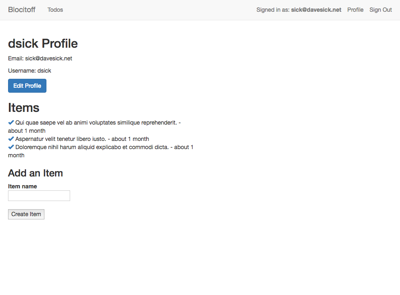 Blocitoff Todos Signed in as: sick@davesick.net Profile Sign Out
dsick Profile
Email: sick@davesick.net
Username: dsick
Edit Profile
Items
Qui quae saepe vel ab animi voluptates similique reprehenderit. -
about 1 month
Aspernatur velit tenetur libero iusto. - about 1 month
Doloremque nihil harum aliquid explicabo et commodi dicta. - about 1
month
Add an Item
Item name
Create Item